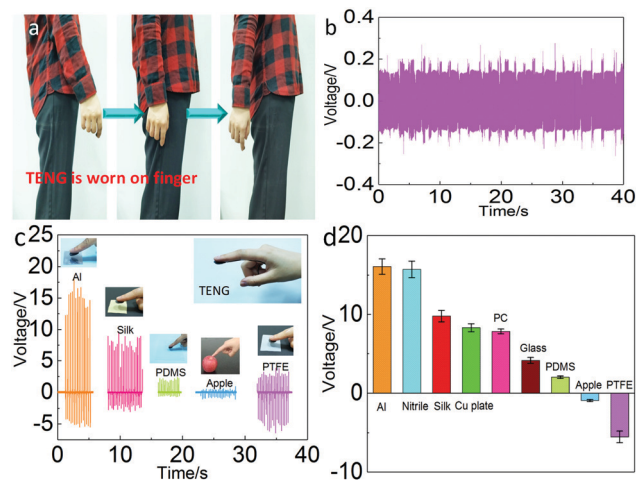 a
TENG is worn on finger
b
Voltage/V
0.4
0.2
0.0
-0.2
-0.4
0 10 20 30 40
Time/s
c
Voltage/V
25
20
15
10
5
0
-5
Al
Silk
PDMS
Apple
PTFE
TENG
0 10 20 30 40
Time/s
d
Voltage/V
20
10
0
-10
Al
Nitrile
Silk
Cu plate
PC
Glass
PDMS
Apple
PTFE